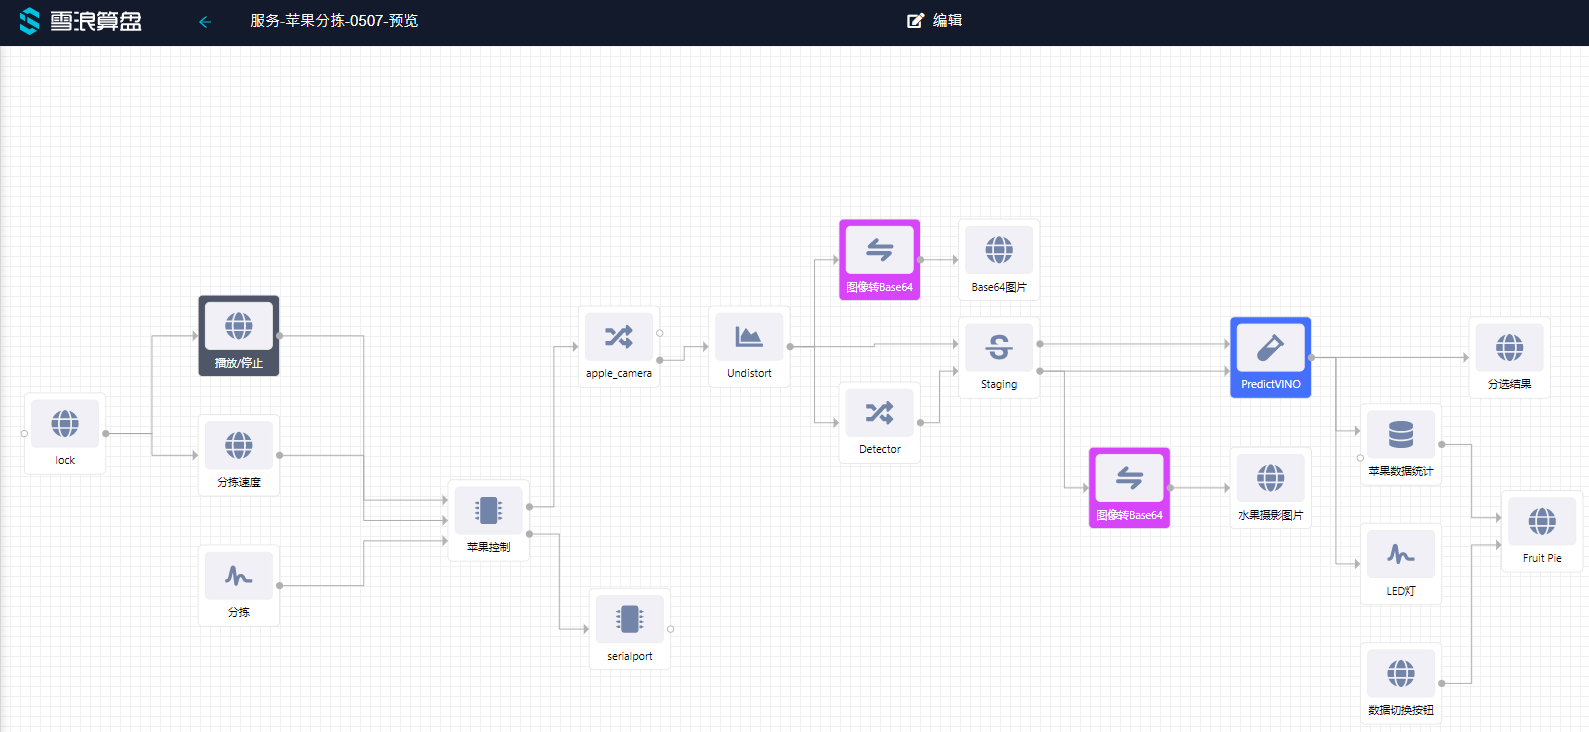 雪浪算盘
服务-苹果分拣-0507-预览
编辑
图像转Base64
Base64图片
播放/停止
apple_camera
Undistort
Staging
PredictVINO
分选结果
lock
分拣速度
Detector
苹果数据统计
苹果控制
图像转Base64
水果摄影图片
Fruit Pie
分拣
LED灯
serialport
数据切换按钮